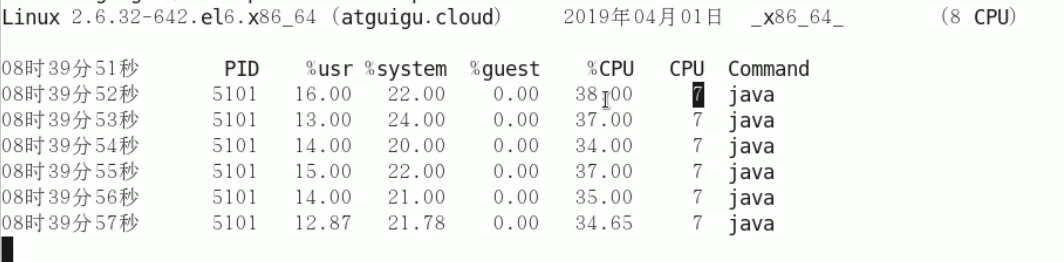 Linux 2.6.32-642.el6.x86_64 (atguigu.cloud) 2019年04月01日 _x86_64_ (8 CPU)
08时39分51秒 PID %usr %system %guest %CPU CPU Command
08时39分52秒 5101 16.00 22.00 0.00 38.00 7 java
08时39分53秒 5101 13.00 24.00 0.00 37.00 7 java
08时39分54秒 5101 14.00 20.00 0.00 34.00 7 java
08时39分55秒 5101 15.00 22.00 0.00 37.00 7 java
08时39分56秒 5101 14.00 21.00 0.00 35.00 7 java
08时39分57秒 5101 12.87 21.78 0.00 34.65 7 java